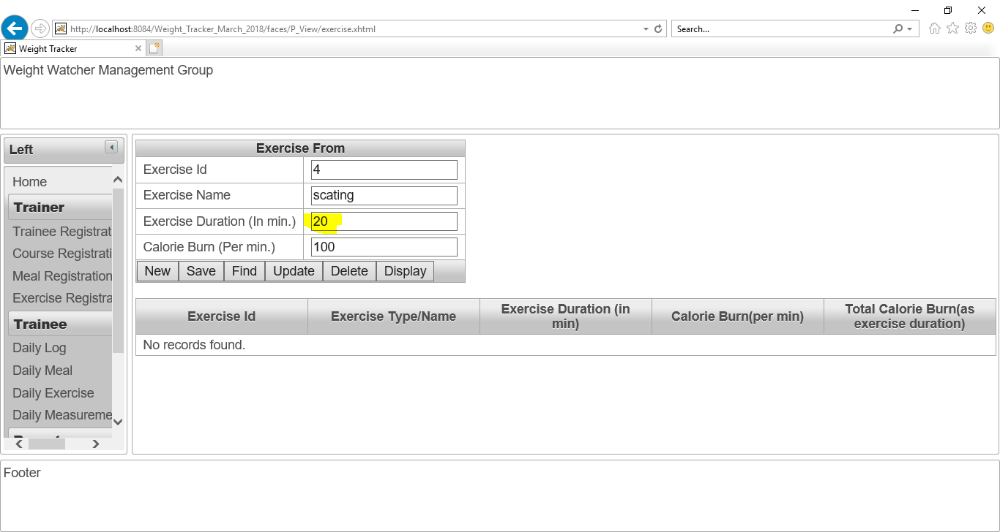 http://localhost:8084/Weight_Tracker_March_2018/faces/P_View/exercise.xhtml
Search...
Weight Tracker
Weight Watcher Management Group
Left
Home
Trainer
Trainee Registrat
Course Registrati
Meal Registration
Exercise Registra
Trainee
Daily Log
Daily Meal
Daily Exercise
Daily Measureme
Exercise From
Exercise Id 4
Exercise Name scating
Exercise Duration (In min.) 20
Calorie Burn (Per min.) 100
New Save Find Update Delete Display
Exercise Id Exercise Type/Name Exercise Duration (in min) Calorie Burn(per min) Total Calorie Burn(as exercise duration)
No records found.
Footer